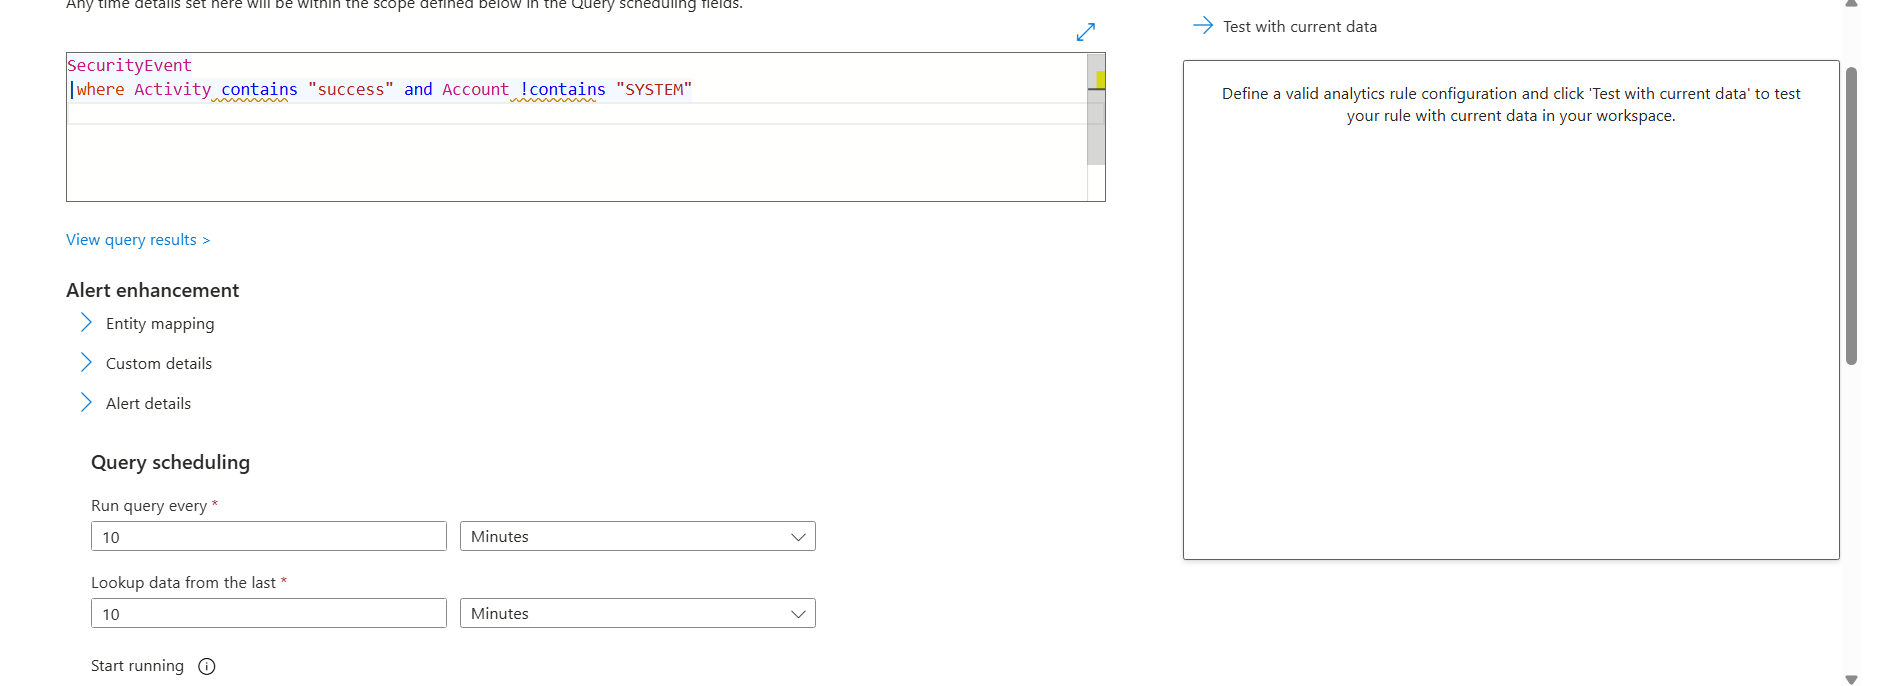 Any time details set here will be within the scope defined below in the Query scheduling fields.
Test with current data
SecurityEvent
|where Activity contains "success" and Account !contains "SYSTEM"
Define a valid analytics rule configuration and click 'Test with current data' to test
your rule with current data in your workspace.
View query results >
Alert enhancement
Entity mapping
Custom details
Alert details
Query scheduling
Run query every *
10
Minutes
Lookup data from the last *
10
Minutes
Start running